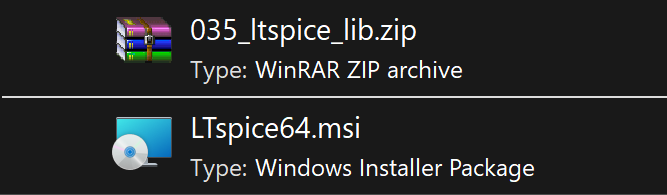 035_ltspice_lib.zip
Type: WinRAR ZIP archive
LTspice64.msi
Type: Windows Installer Package